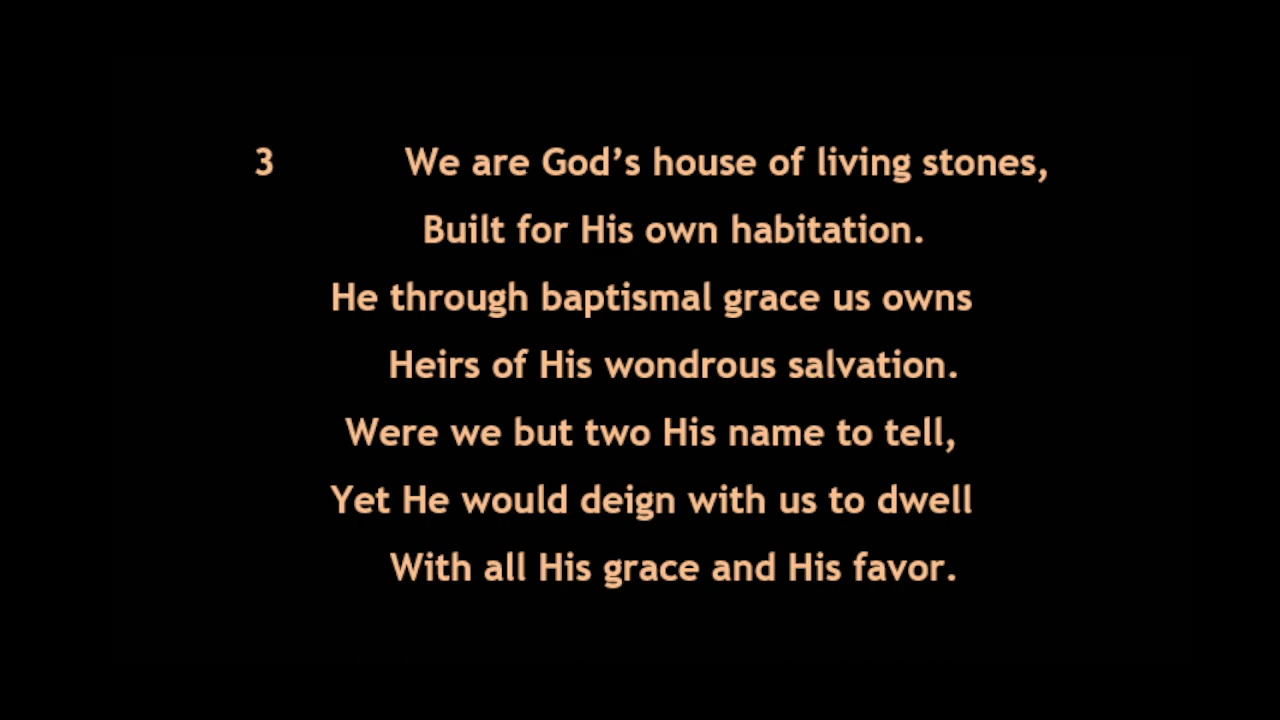 3 We are God’s house of living stones,
Built for His own habitation.
He through baptismal grace us owns
Heirs of His wondrous salvation.
Were we but two His name to tell,
Yet He would deign with us to dwell
With all His grace and His favor.